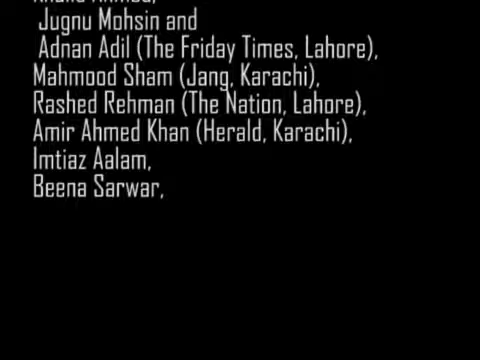 Jugnu Mohsin and
Adnan Adil (The Friday Times, Lahore),
Mahmood Sham (Jang, Karachi),
Rashed Rehman (The Nation, Lahore),
Amir Ahmed Khan (Herald, Karachi),
Imtiaz Aalam,
Beena Sarwar,